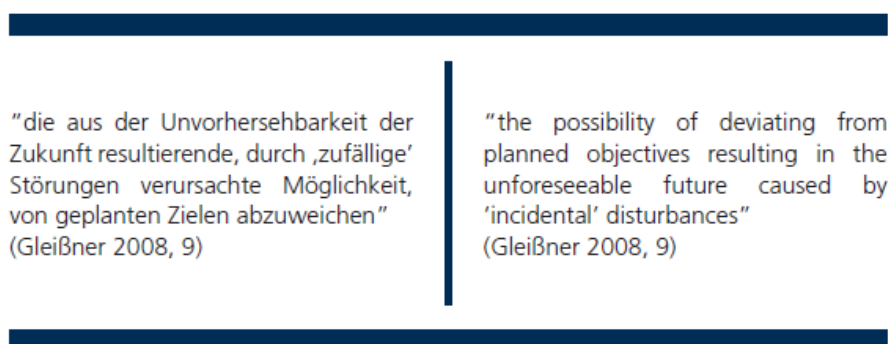 "die aus der Unvorhersehbarkeit der
Zukunft resultierende, durch ‚zufällige’
Störungen verursachte Möglichkeit,
von geplanten Zielen abzuweichen"
(Gleißner 2008, 9)
"the possibility of deviating from
planned objectives resulting in the
unforeseeable future caused by
‘incidental’ disturbances"
(Gleißner 2008, 9)